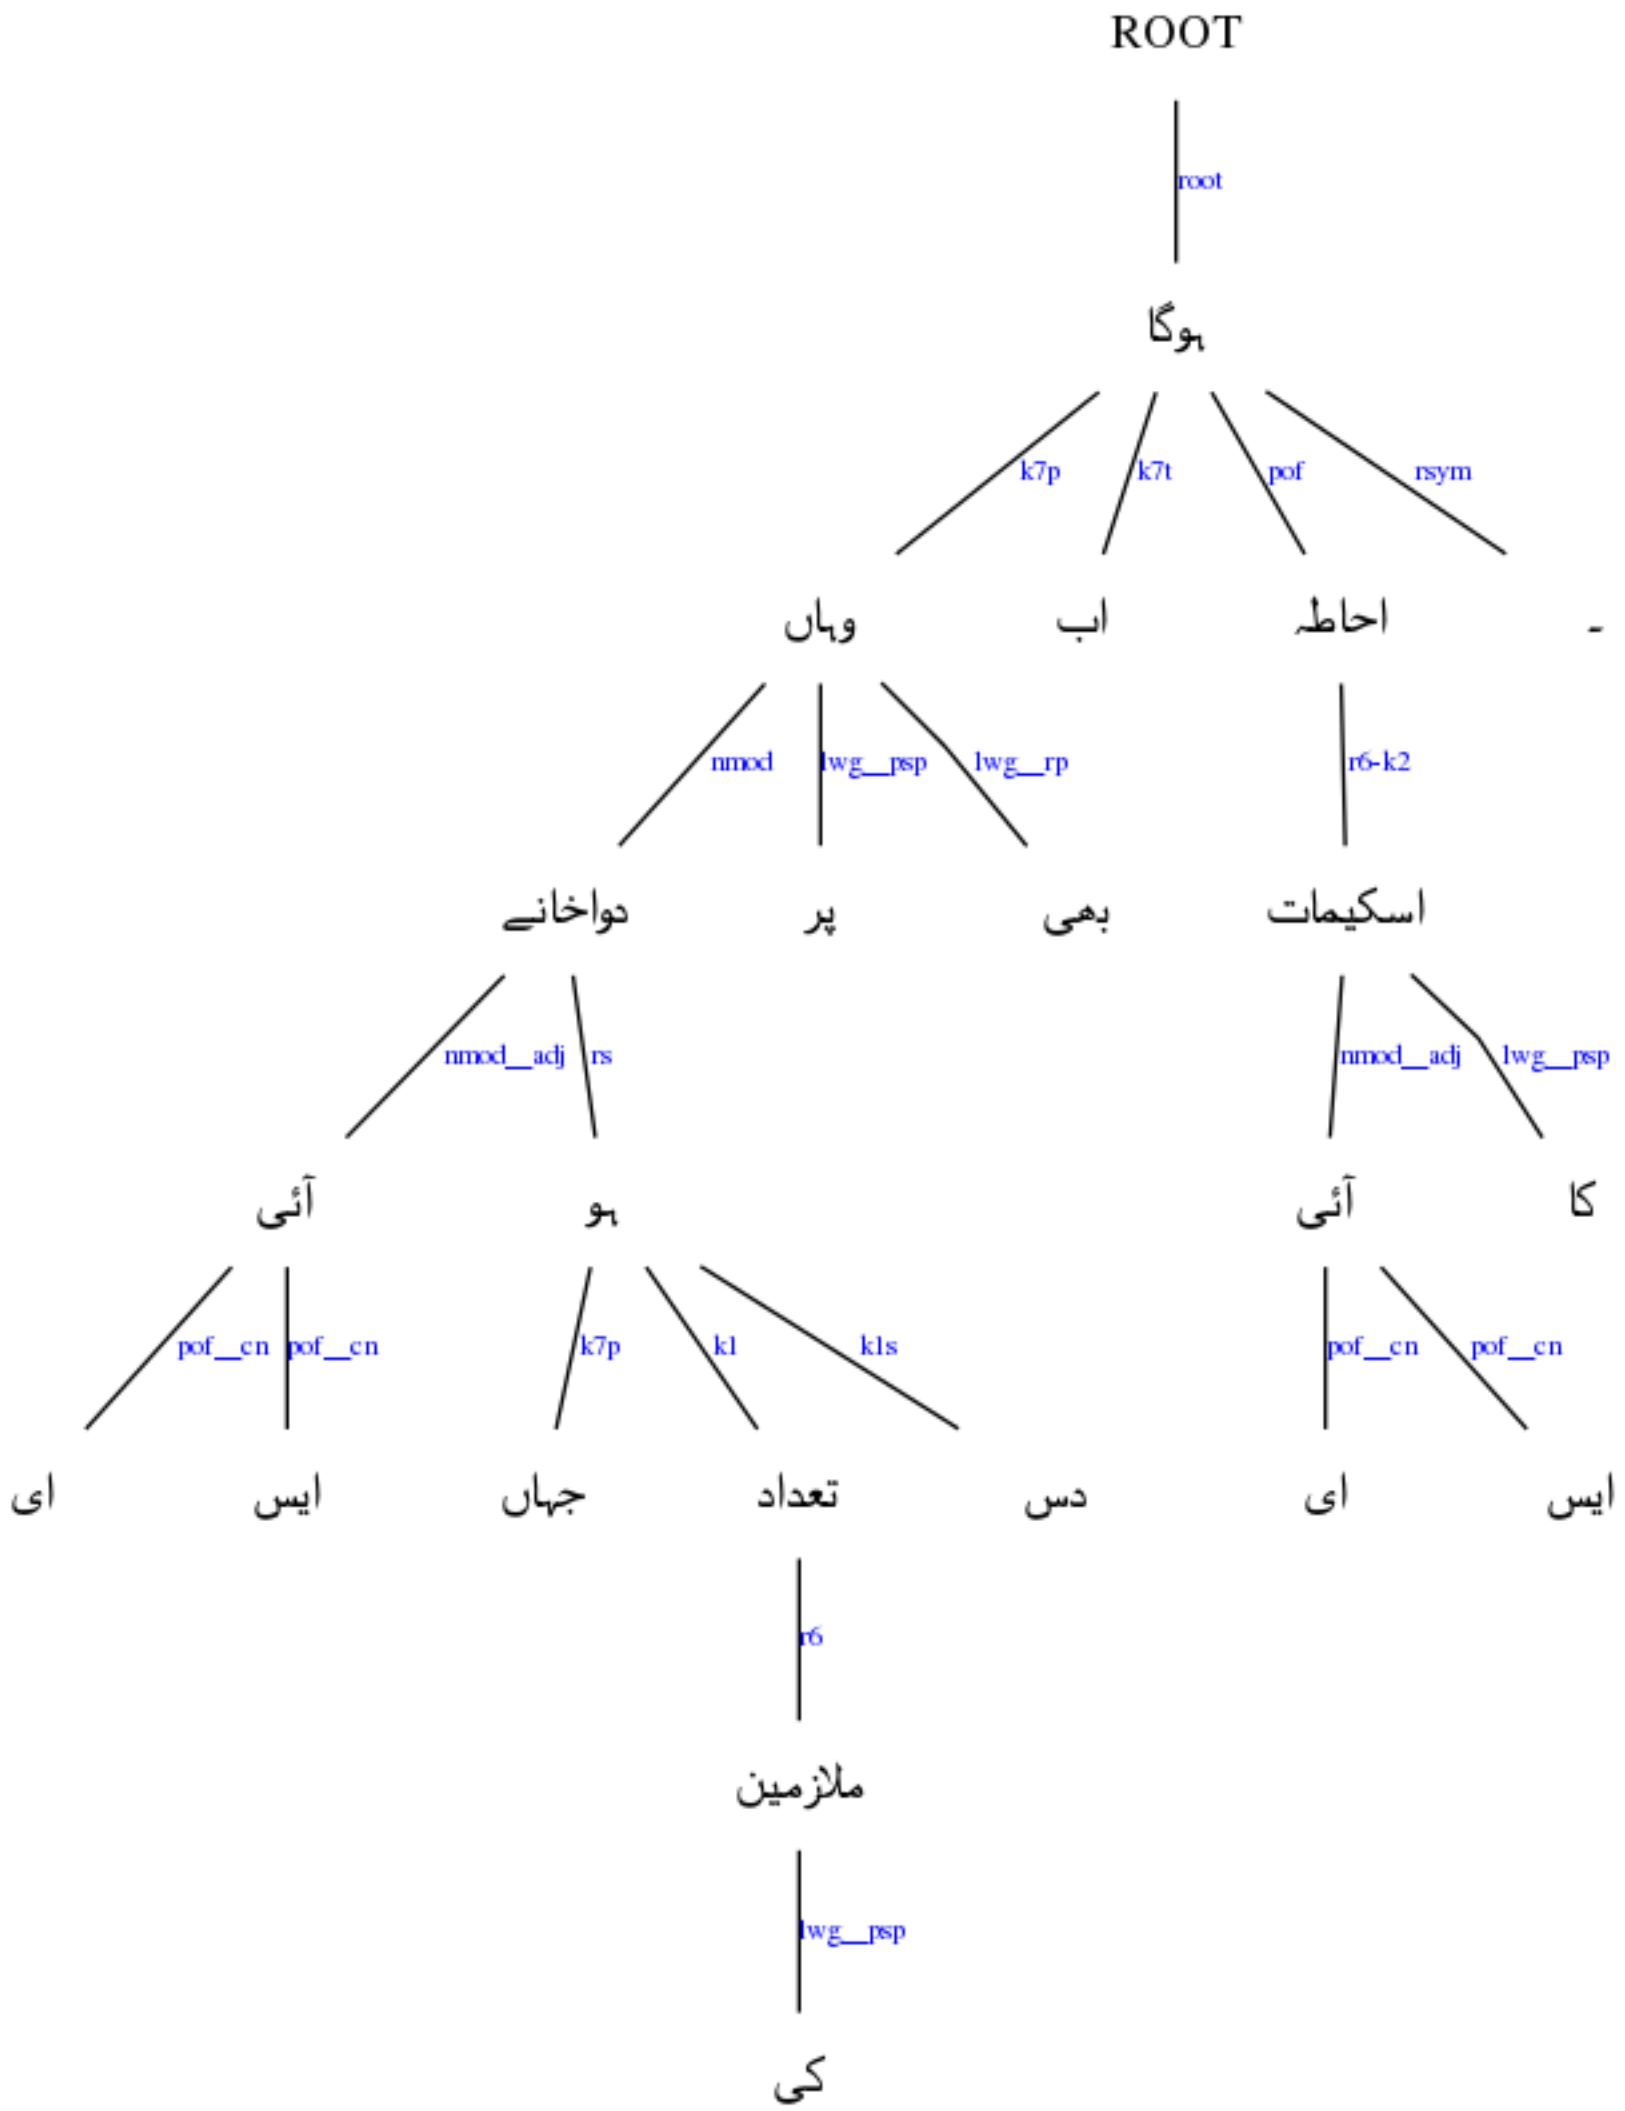 ROOT
root
ہوگا
k7p k7t pof rsym
وہاں
اب
احاطہ
۔
nmod lwg__psp lwg__rp r6-k2
دواخانے
پر
بھی
اسکیمات
nmod__adj rs nmod__adj lwg__psp
آئی
ہو
آئی
کا
pof__cn pof__cn k7p k1 k1s pof__cn pof__cn
ای
ایس
جہاں
تعداد
دس
ای
ایس
r6
ملازمین
lwg__psp
کی